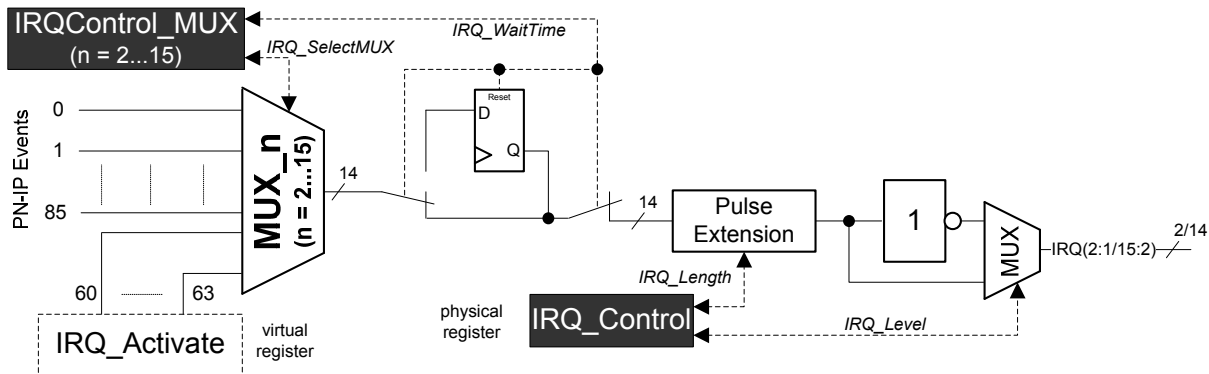 IRQControl_MUX
(n = 2...15)
IRQ_WaitTime
IRQ_SelectMUX
PN-IP Events
0
1
85
60
63
MUX_n
(n = 2...15)
14
Reset
D
Q
14
Pulse
Extension
1
MUX
IRQ(2:1/15:2)
2/14
IRQ_Length
physical
register
IRQ_Control
IRQ_Level
IRQ_Activate
virtual
register